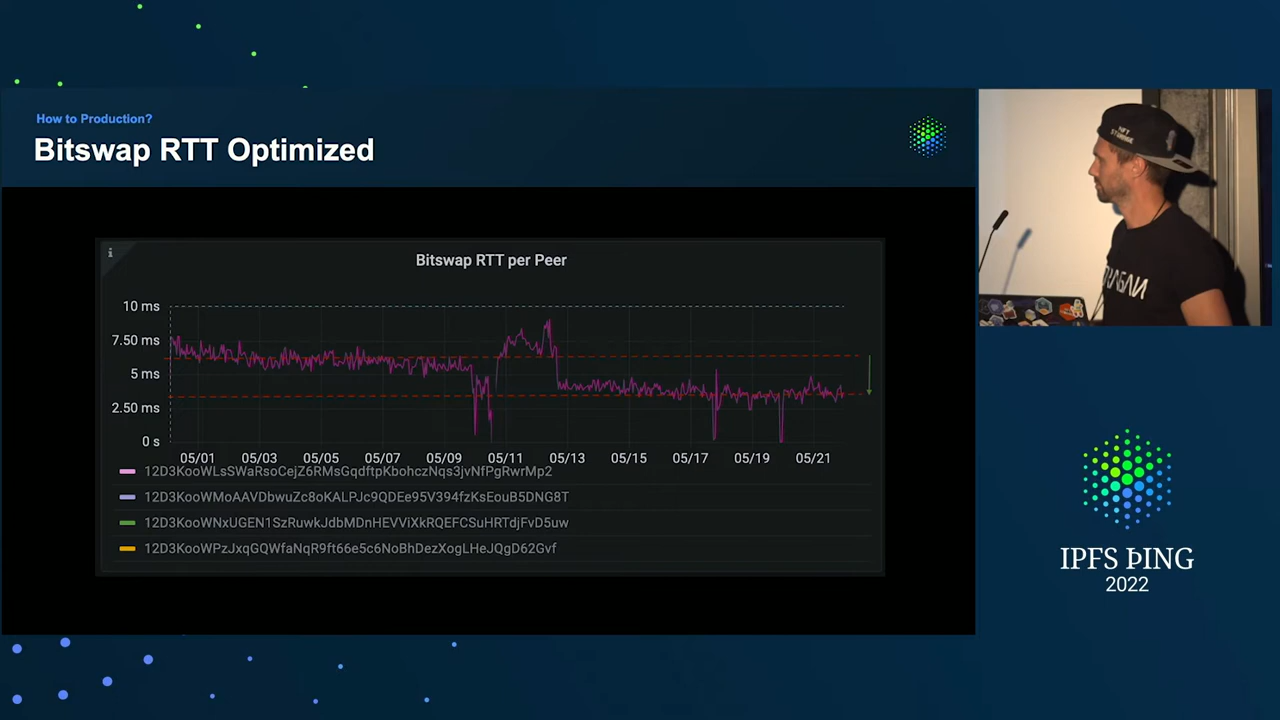 How to Production?
Bitswap RTT Optimized
i
Bitswap RTT per Peer
10 ms
7.50 ms
5 ms
2.50 ms
0 s
05/01 05/03 05/05 05/07 05/09 05/11 05/13 05/15 05/17 05/19 05/21
12D3KooWLsSWaRsoCejZ6RMsGqdftpKbohczNqs3jvNfPgRwrMp2
12D3KooWMoAAVDbwuZc8oKALPJc9QDEe95V394fzKsEouB5DNG8T
12D3KooWNxUGEN1SzRuwkJdbMDnHEVViXkRQEFCSuHRTdjFvD5uw
12D3KooWPzJxqGQWfaNqR9ft66e5c6NoBhDezXogLHeJQgD62Gvf
NFT
STORAGE
IPFS ÞING
2022